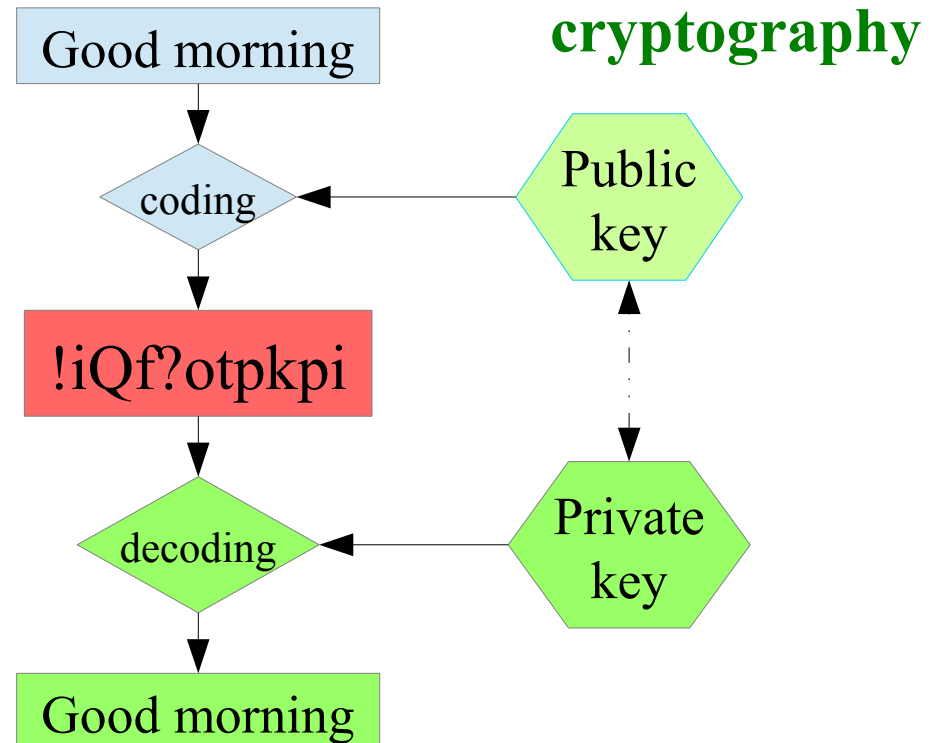 cryptography
Good morning
coding
Public
key
!iQf?otpkpi
decoding
Private
key
Good morning